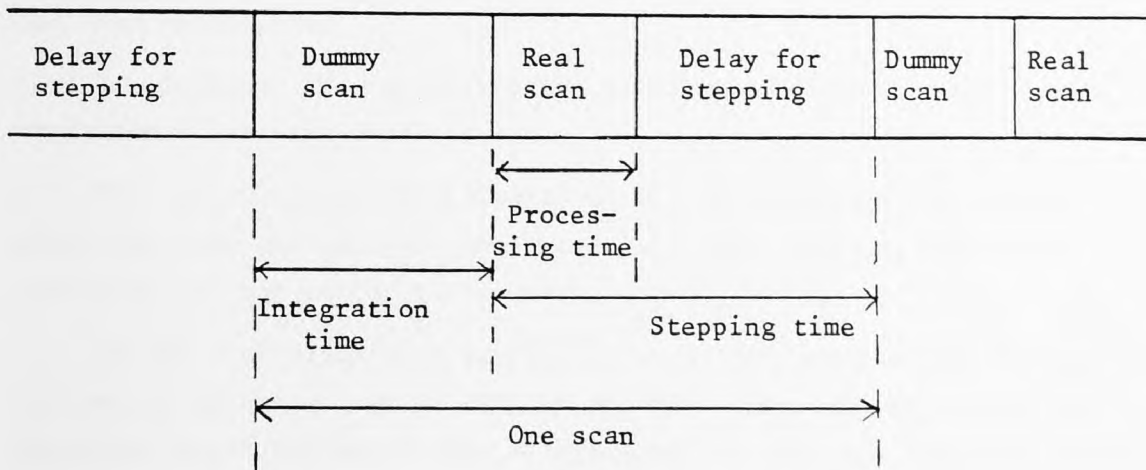 Delay for
stepping
Dummy
scan
Real
scan
Delay for
stepping
Dummy
scan
Real
scan
Proces-
sing time
Integration
time
Stepping time
One scan